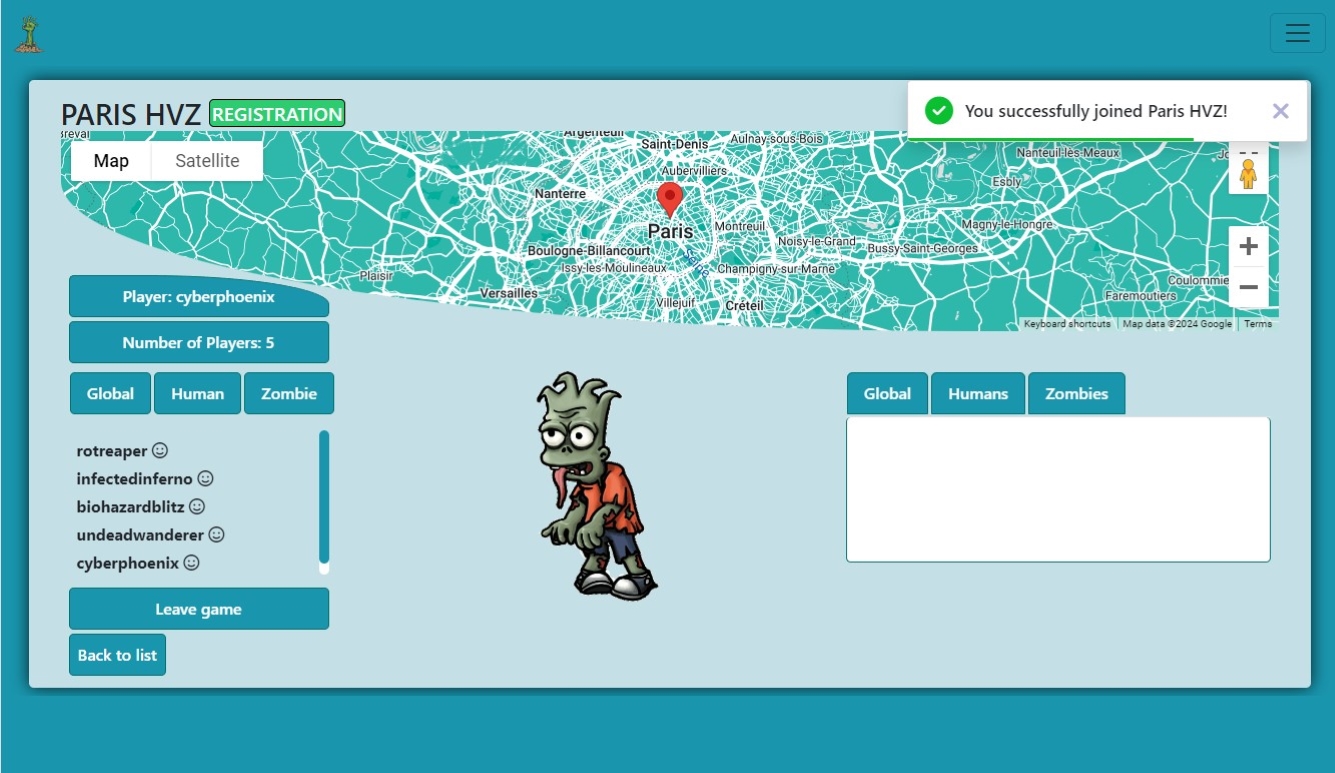 PARIS HVZ REGISTRATION
You successfully joined Paris HVZ!
Map Satellite
Argenteuil
Saint-Denis
Aulnay-sous-Bois
Nanteuil-lès-Meaux
Aubervilliers
Esbly
Nanterre
Paris
Montreuil
Magny-le-Hongre
Noisy-le-Grand
Bussy-Saint-Georges
Boulogne-Billancourt
Seine
Issy-les-Moulineaux
Champigny-sur-Marne
Plaisir
Coulommie
Versailles
Villejuif
Créteil
Faremoutiers
Keyboard shortcuts Map data ©2024 Google Terms
Player: cyberphoenix
Number of Players: 5
Global Human Zombie
rotreaper
infectedinferno
biohazardblitz
undeadwanderer
cyberphoenix
Leave game
Back to list
Global Humans Zombies